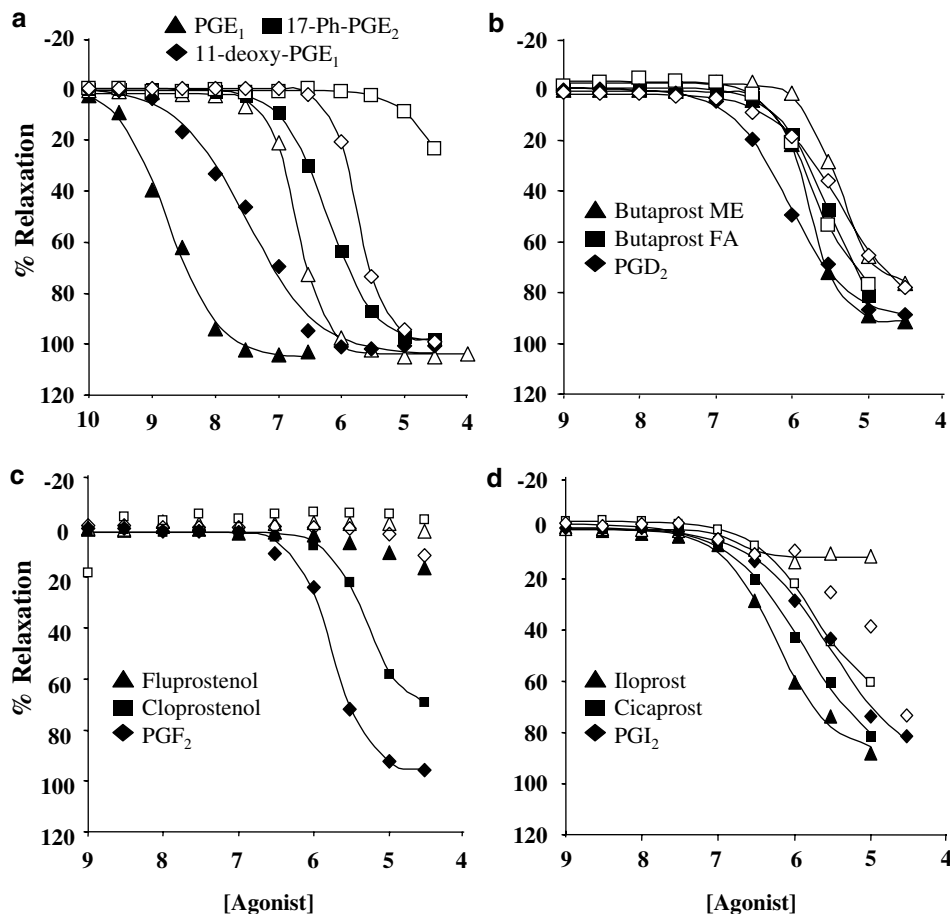 a
PGE₁ 17-Ph-PGE₂
11-deoxy-PGE₁
% Relaxation
-20
0
20
40
60
80
100
120
10 9 8 7 6 5 4
b
-20
0
20
40
60
80
100
120
Butaprost ME
Butaprost FA
PGD₂
9 8 7 6 5 4
c
% Relaxation
-20
0
20
40
60
80
100
120
Fluprostenol
Cloprostenol
PGF₂
9 8 7 6 5 4
[Agonist]
d
-20
0
20
40
60
80
100
120
Iloprost
Cicaprost
PGI₂
9 8 7 6 5 4
[Agonist]